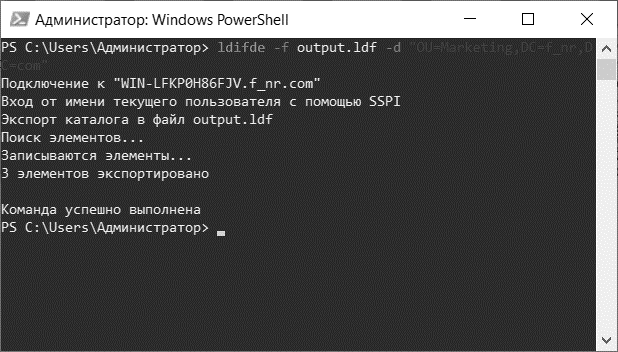 Администратор: Windows PowerShell
PS C:\Users\Администратор> ldifde -f output.ldf -d "OU=Marketing,DC=f_nr,D
C=com"
Подключение к "WIN-LFKP0H86FJV.f_nr.com"
Вход от имени текущего пользователя с помощью SSPI
Экспорт каталога в файл output.ldf
Поиск элементов...
Записываются элементы...
3 элементов экспортировано
Команда успешно выполнена
PS C:\Users\Администратор>